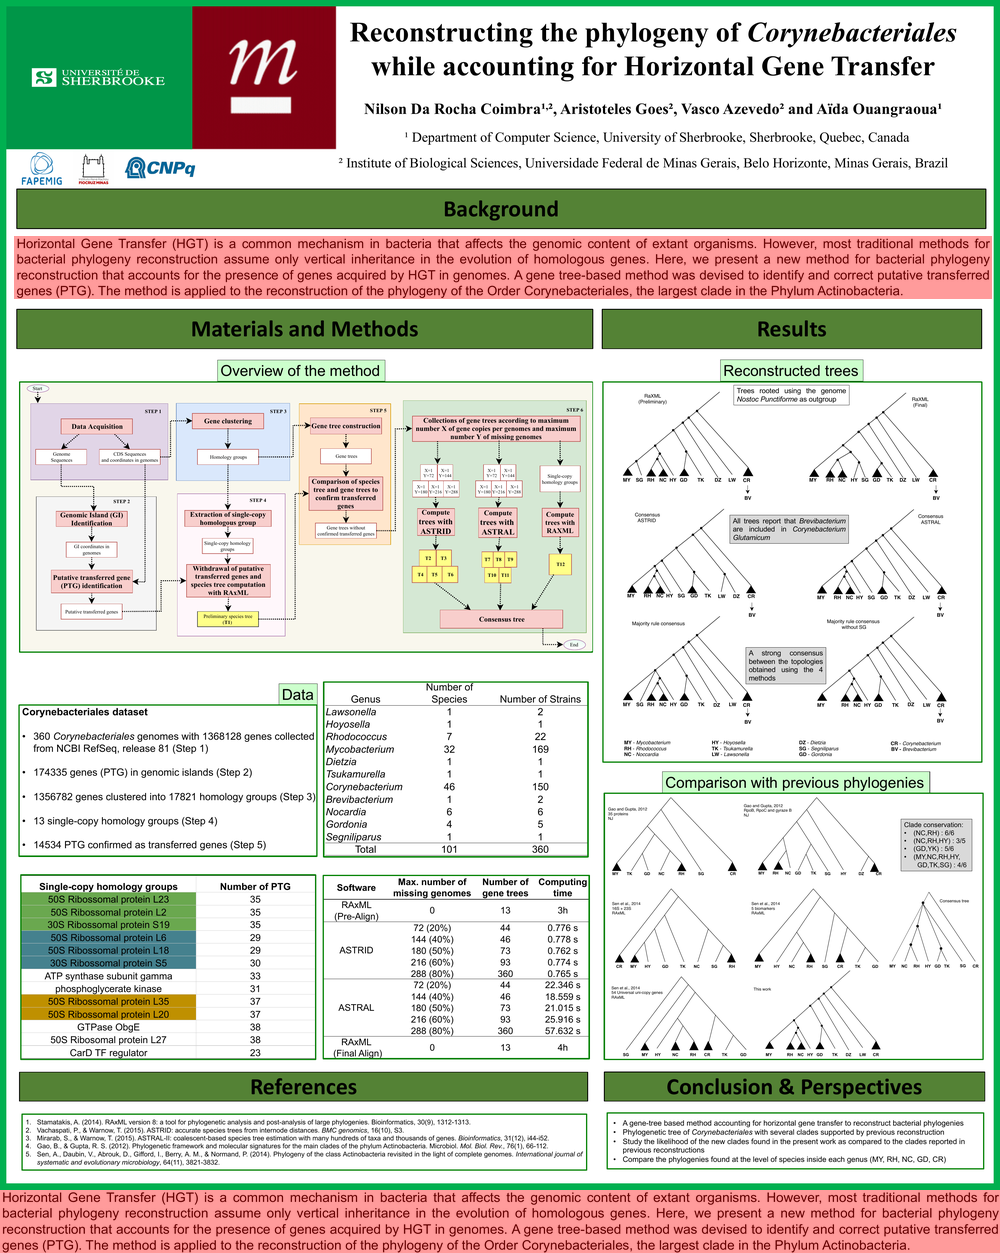 UNIVERSITÉ DE
SHERBROOKE
m
Reconstructing the phylogeny of Corynebacteriales
while accounting for Horizontal Gene Transfer
Nilson Da Rocha Coimbra¹,², Aristoteles Goes², Vasco Azevedo² and Aïda Ouangraoua¹
¹ Department of Computer Science, University of Sherbrooke, Sherbrooke, Quebec, Canada
² Institute of Biological Sciences, Universidade Federal de Minas Gerais, Belo Horizonte, Minas Gerais, Brazil
FAPEMIG
FIOCRUZ MINAS
CNPq
Background
Horizontal Gene Transfer (HGT) is a common mechanism in bacteria that affects the genomic content of extant organisms. However, most traditional methods for
bacterial phylogeny reconstruction assume only vertical inheritance in the evolution of homologous genes. Here, we present a new method for bacterial phylogeny
reconstruction that accounts for the presence of genes acquired by HGT in genomes. A gene tree-based method was devised to identify and correct putative transferred
genes (PTG). The method is applied to the reconstruction of the phylogeny of the Order Corynebacteriales, the largest clade in the Phylum Actinobacteria.
Materials and Methods
Overview of the method
Start
STEP 1
Data Acquisition
Genome
Sequences
CDS Sequences
and coordinates in genomes
STEP 2
Genomic Island (GI)
Identification
GI coordinates in
genomes
Putative transferred gene
(PTG) identification
Putative transferred genes
STEP 3
Gene clustering
Homology groups
STEP 4
Extraction of single-copy
homologous group
Single-copy homology
groups
Withdrawal of putative
transferred genes and
species tree computation
with RAxML
Preliminary species tree
(T1)
STEP 5
Gene tree construction
Gene trees
Comparison of species
tree and gene trees to
confirm transferred
genes
Gene trees without
confirmed transferred genes
STEP 6
Collections of gene trees according to maximum
number X of gene copies per genomes and maximum
number Y of missing genomes
X=1 Y=72
X=1 Y=144
X=1 Y=180
X=1 Y=216
X=1 Y=288
X=1 Y=72
X=1 Y=144
X=1 Y=180
X=1 Y=216
X=1 Y=288
Single-copy
homology groups
Compute
trees with
ASTRID
Compute
trees with
ASTRAL
Compute
trees with
RAXML
T2 T3
T4 T5 T6
T7 T8 T9
T10 T11
T12
Consensus tree
End
Data
Corynebacteriales dataset
• 360 Corynebacteriales genomes with 1368128 genes collected
from NCBI RefSeq, release 81 (Step 1)
• 174335 genes (PTG) in genomic islands (Step 2)
• 1356782 genes clustered into 17821 homology groups (Step 3)
• 13 single-copy homology groups (Step 4)
• 14534 PTG confirmed as transferred genes (Step 5)
Genus Number of Species Number of Strains
Lawsonella 1 2
Hoyosella 1 1
Rhodococcus 7 22
Mycobacterium 32 169
Dietzia 1 1
Tsukamurella 1 1
Corynebacterium 46 150
Brevibacterium 1 2
Nocardia 6 6
Gordonia 4 5
Segniliparus 1 1
Total 101 360
Single-copy homology groups Number of PTG
50S Ribossomal protein L23 35
50S Ribossomal protein L2 35
30S Ribossomal protein S19 35
50S Ribossomal protein L6 29
50S Ribossomal protein L18 29
30S Ribossomal protein S5 30
ATP synthase subunit gamma 33
phosphoglycerate kinase 31
50S Ribossomal protein L35 37
50S Ribossomal protein L20 37
GTPase ObgE 38
50S Ribosomal protein L27 38
CarD TF regulator 23
Software Max. number of missing genomes Number of gene trees Computing time
RAxML (Pre-Align) 0 13 3h
ASTRID
72 (20%) 44 0.776 s
144 (40%) 46 0.778 s
180 (50%) 73 0.762 s
216 (60%) 93 0.774 s
288 (80%) 360 0.765 s
ASTRAL
72 (20%) 44 22.346 s
144 (40%) 46 18.559 s
180 (50%) 73 21.015 s
216 (60%) 93 25.916 s
288 (80%) 360 57.632 s
RAxML (Final Align) 0 13 4h
Results
Reconstructed trees
RaXML
(Preliminary)
Trees rooted using the genome
Nostoc Punctiforme as outgroup
RaXML
(Final)
MY SG RH NC HY GD TK DZ LW CR
BV
MY RH NC HY GD SG TK DZ LW CR
BV
Consensus
ASTRID
All trees report that Brevibacterium
are included in Corynebacterium
Glutamicum
Consensus
ASTRAL
MY RH NC HY SG GD TK LW DZ CR
BV
MY RH NC HY SG GD TK DZ LW CR
BV
Majority rule consensus
A strong consensus
between the topologies
obtained using the 4
methods
Majority rule consensus
without SG
MY SG RH NC HY GD TK DZ LW CR
BV
MY RH NC HY GD TK DZ LW CR
BV
MY - Mycobacterium
RH - Rhodococcus
NC - Noccardia
HY - Hoyosella
TK - Tsukamurella
LW - Lawsonella
DZ - Dietzia
SG - Segniliparus
GD - Gordonia
CR - Corynebacterium
BV - Brevibacterium
Comparison with previous phylogenies
Gao and Gupta, 2012
35 proteins
NJ
Gao and Gupta, 2012
RpoB, RpoC and gyrase B
NJ
Clade conservation:
• (NC,RH) : 6/6
• (NC,RH,HY) : 3/5
• (GD,YK) : 5/6
• (MY,NC,RH,HY,
GD,TK,SG) : 4/6
MY TK GD NC RH SG CR
MY RH NC GD TK SG HY DZ CR
Sen et al., 2014
16S + 23S
RAxML
Sen et al., 2014
5 biomarkers
RAxML
Consensus tree
CR MY HY GD TK NC SG RH
MY HY GD TK NC RH SG CR
MY NC RH HY GD TK SG CR
Sen et al., 2014
54 Universal uni-copy genes
RAxML
This work
SG MY HY NC RH CR TK GD
MY RH NC HY GD TK DZ LW CR
References
1. Stamatakis, A. (2014). RAxML version 8: a tool for phylogenetic analysis and post-analysis of large phylogenies. Bioinformatics, 30(9), 1312-1313.
2. Vachaspati, P., & Warnow, T. (2015). ASTRID: accurate species trees from internode distances. BMC genomics, 16(10), S3.
3. Mirarab, S., & Warnow, T. (2015). ASTRAL-II: coalescent-based species tree estimation with many hundreds of taxa and thousands of genes. Bioinformatics, 31(12), i44-i52.
4. Gao, B., & Gupta, R. S. (2012). Phylogenetic framework and molecular signatures for the main clades of the phylum Actinobacteria. Microbiol. Mol. Biol. Rev., 76(1), 66-112.
5. Sen, A., Daubin, V., Abrouk, D., Gifford, I., Berry, A. M., & Normand, P. (2014). Phylogeny of the class Actinobacteria revisited in the light of complete genomes. International journal of
systematic and evolutionary microbiology, 64(11), 3821-3832.
Conclusion & Perspectives
• A gene-tree based method accounting for horizontal gene transfer to reconstruct bacterial phylogenies
• Phylogenetic tree of Corynebacteriales with several clades supported by previous reconstruction
• Study the likelihood of the new clades found in the present work as compared to the clades reported in
previous reconstructions
• Compare the phylogenies found at the level of species inside each genus (MY, RH, NC, GD, CR)
Horizontal Gene Transfer (HGT) is a common mechanism in bacteria that affects the genomic content of extant organisms. However, most traditional methods for
bacterial phylogeny reconstruction assume only vertical inheritance in the evolution of homologous genes. Here, we present a new method for bacterial phylogeny
reconstruction that accounts for the presence of genes acquired by HGT in genomes. A gene tree-based method was devised to identify and correct putative transferred
genes (PTG). The method is applied to the reconstruction of the phylogeny of the Order Corynebacteriales, the largest clade in the Phylum Actinobacteria.